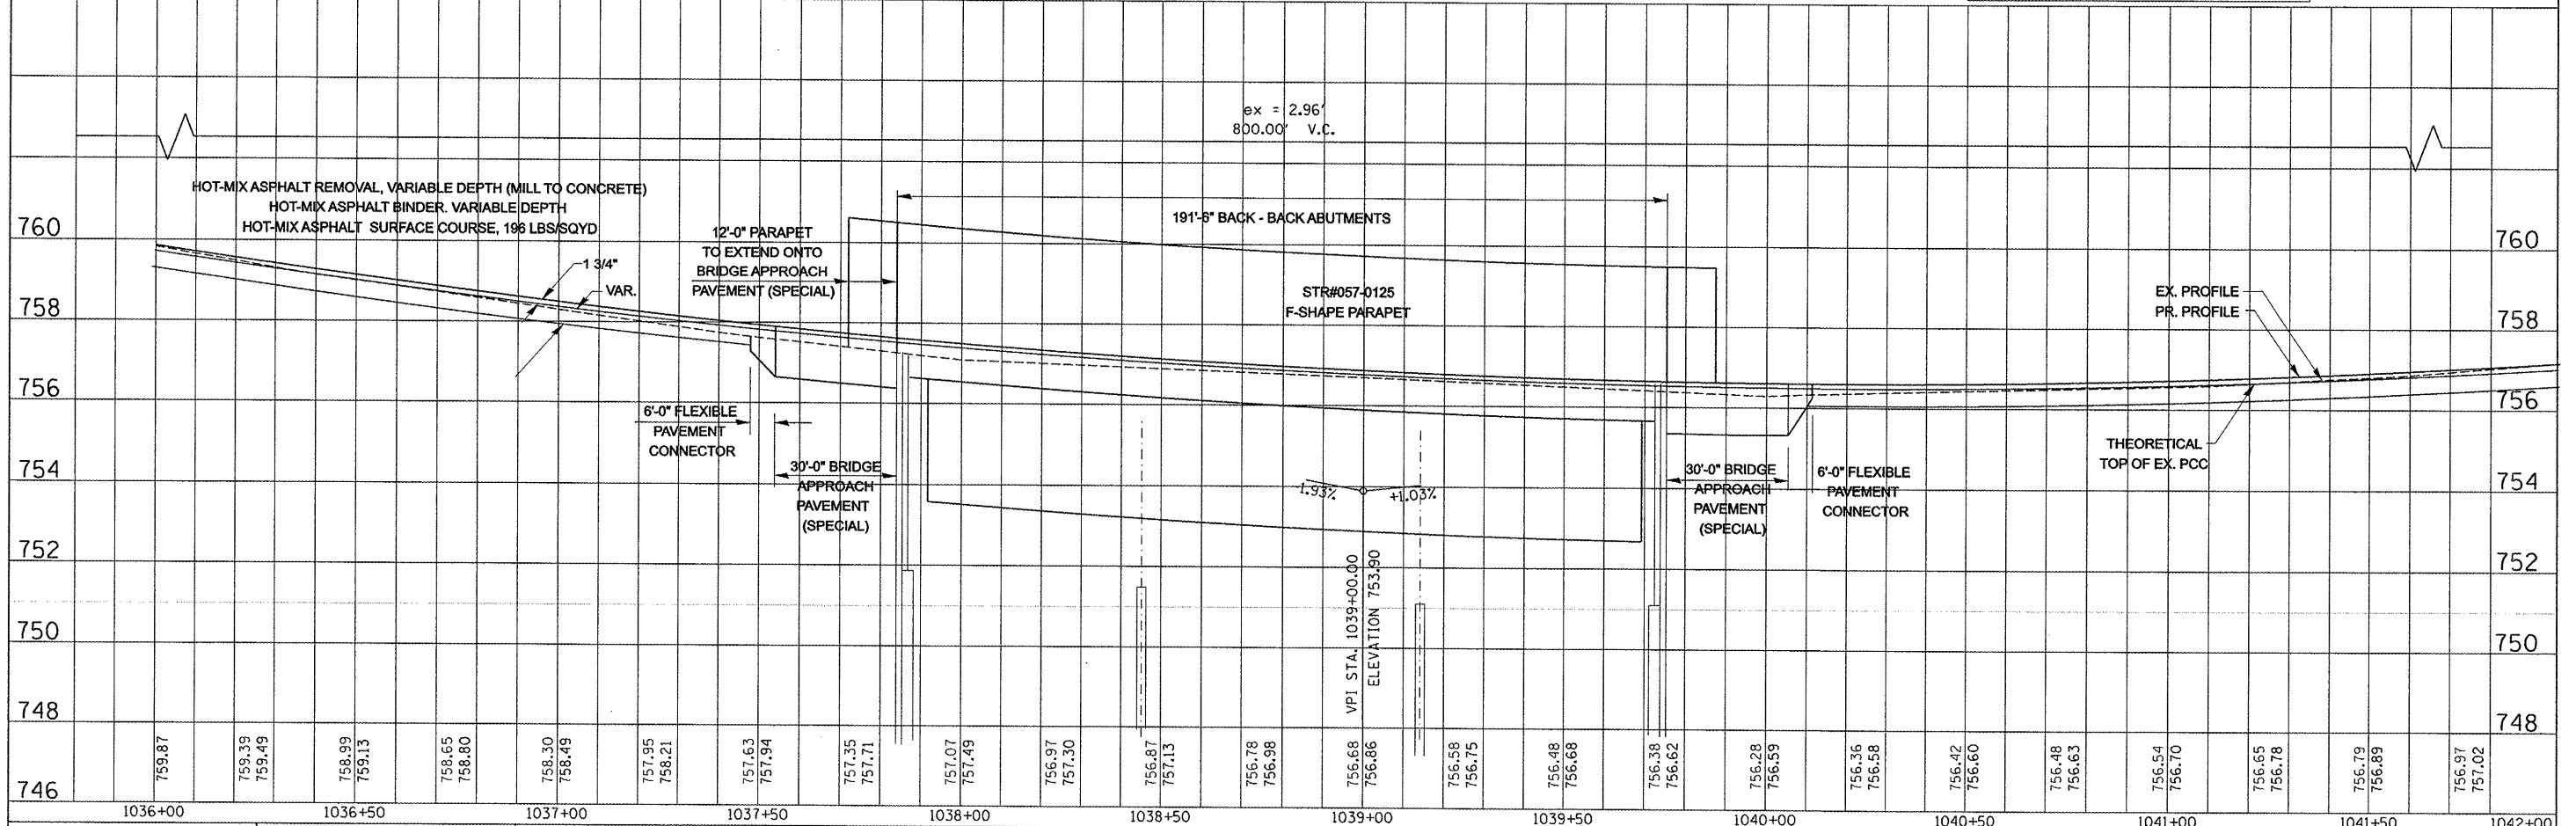 ex = 2.96'
800.00' V.C.
HOT-MIX ASPHALT REMOVAL, VARIABLE DEPTH (MILL TO CONCRETE)
HOT-MIX ASPHALT BINDER. VARIABLE DEPTH
HOT-MIX ASPHALT SURFACE COURSE, 196 LBS/SQYD
1 3/4"
VAR.
12'-0" PARAPET
TO EXTEND ONTO
BRIDGE APPROACH
PAVEMENT (SPECIAL)
191'-6" BACK - BACK ABUTMENTS
STR#057-0125
F-SHAPE PARAPET
EX. PROFILE
PR. PROFILE
THEORETICAL
TOP OF EX. PCC
6'-0" FLEXIBLE
PAVEMENT
CONNECTOR
30'-0" BRIDGE
APPROACH
PAVEMENT
(SPECIAL)
-1.93%
+1.03%
VPI STA. 1039+00.00
ELEVATION 753.90
30'-0" BRIDGE
APPROACH
PAVEMENT
(SPECIAL)
6'-0" FLEXIBLE
PAVEMENT
CONNECTOR
760
758
756
754
752
750
748
746
760
758
756
754
752
750
748
759.87
759.39
759.49
758.99
759.13
758.65
758.80
758.30
758.49
757.95
758.21
757.63
757.94
757.35
757.71
757.07
757.49
756.97
757.30
756.87
757.13
756.78
756.98
756.68
756.86
756.58
756.75
756.48
756.68
756.38
756.62
756.28
756.59
756.36
756.58
756.42
756.60
756.48
756.63
756.54
756.70
756.65
756.78
756.79
756.89
756.97
757.02
1036+00
1036+50
1037+00
1037+50
1038+00
1038+50
1039+00
1039+50
1040+00
1040+50
1041+00
1041+50
1042+00